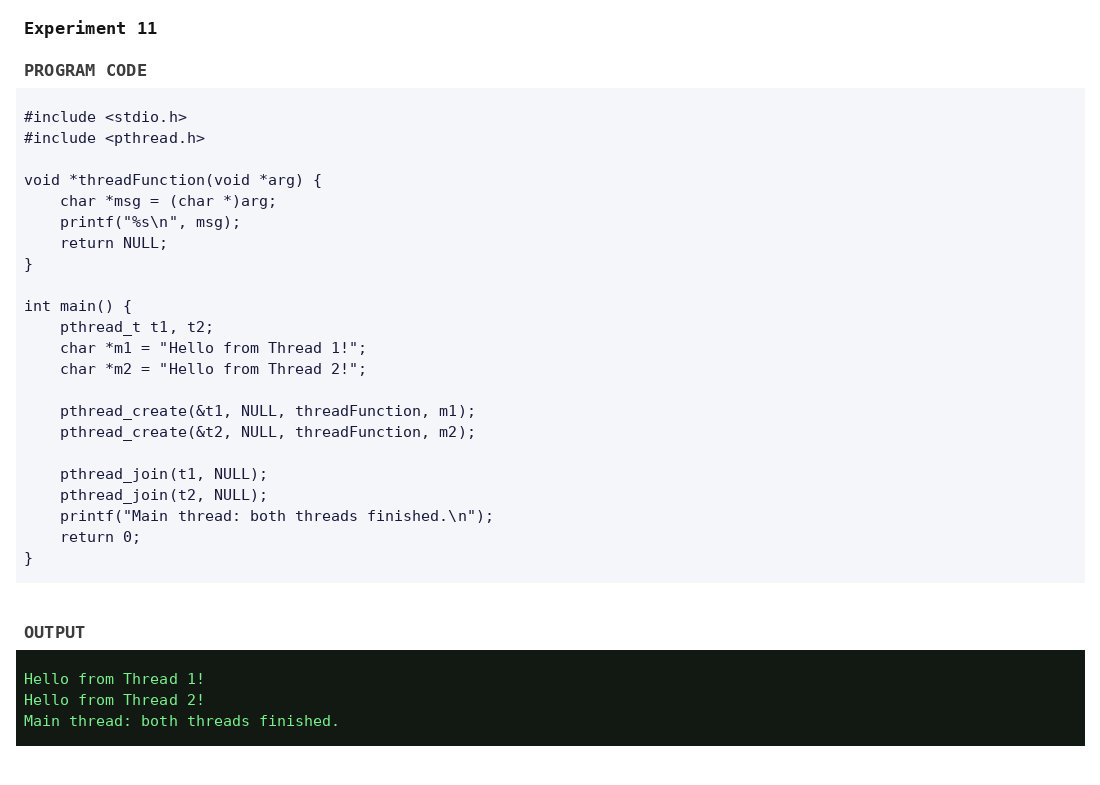 Experiment 11
PROGRAM CODE
#include <stdio.h>
#include <pthread.h>

void *threadFunction(void *arg) {
    char *msg = (char *)arg;
    printf("%s\n", msg);
    return NULL;
}

int main() {
    pthread_t t1, t2;
    char *m1 = "Hello from Thread 1!";
    char *m2 = "Hello from Thread 2!";

    pthread_create(&t1, NULL, threadFunction, m1);
    pthread_create(&t2, NULL, threadFunction, m2);

    pthread_join(t1, NULL);
    pthread_join(t2, NULL);
    printf("Main thread: both threads finished.\n");
    return 0;
}
OUTPUT
Hello from Thread 1!
Hello from Thread 2!
Main thread: both threads finished.